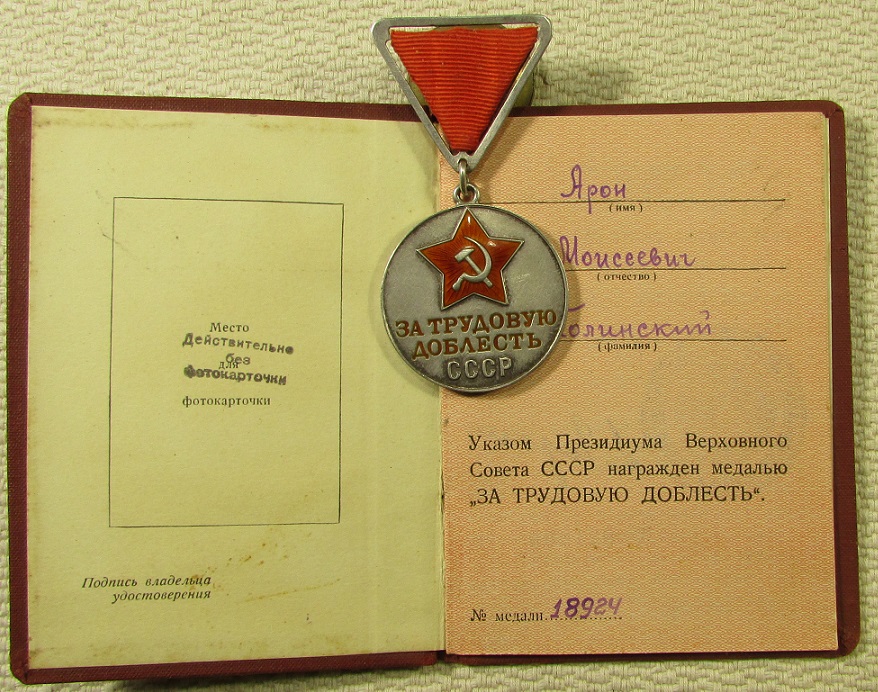 Место
Действительно
без
для
фотокарточки
фотокарточки
Подпись владельца
удостоверения
ЗА ТРУДОВУЮ
ДОБЛЕСТЬ
СССР
Арон
(имя)
Моисеевич
(отчество)
(фамилия)
Указом Президиума Верховного
Совета СССР награжден медалью
„ЗА ТРУДОВУЮ ДОБЛЕСТЬ“.
№ медали 18924